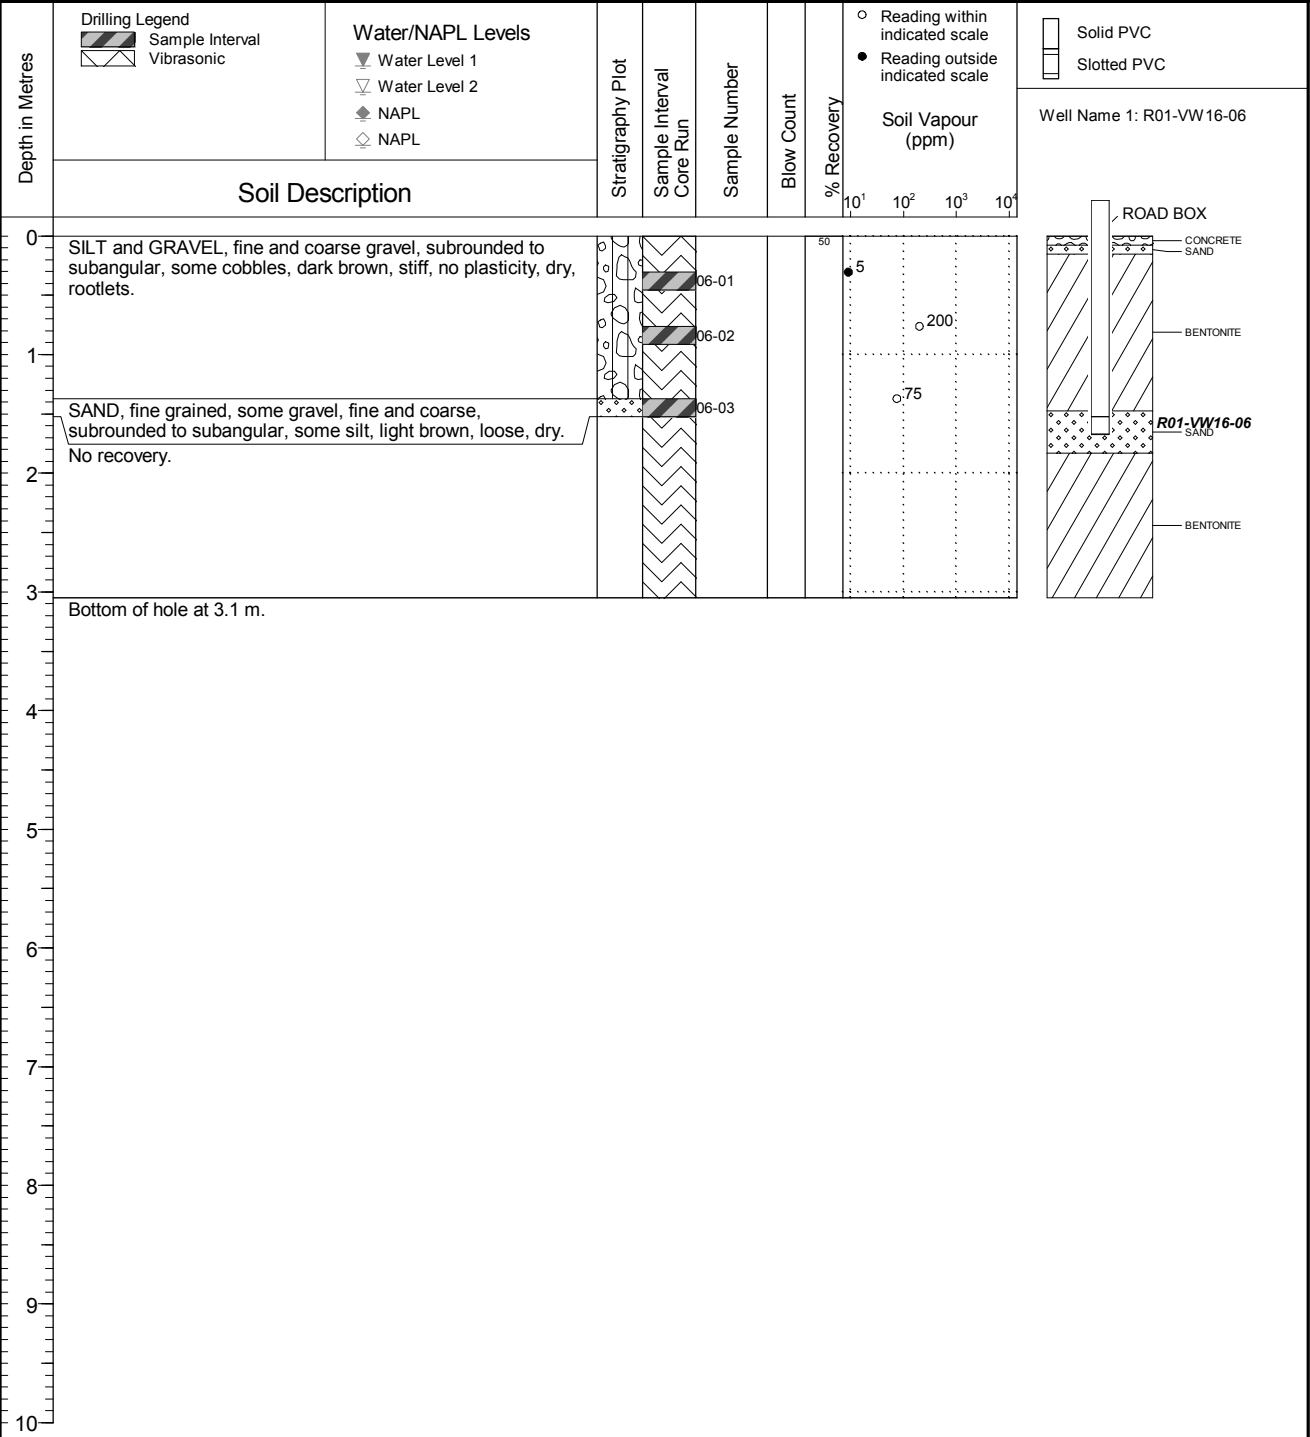 Depth in Metres
Drilling Legend
Sample Interval
Vibrasonic
Water/NAPL Levels
Water Level 1
Water Level 2
NAPL
NAPL
Soil Description
Stratigraphy Plot
Sample Interval
Core Run
Sample Number
Blow Count
% Recovery
Reading within
indicated scale
Reading outside
indicated scale
Soil Vapour
(ppm)
10¹ 10² 10³ 10⁴
Solid PVC
Slotted PVC
Well Name 1: R01-VW16-06
ROAD BOX
0
SILT and GRAVEL, fine and coarse gravel, subrounded to
subangular, some cobbles, dark brown, stiff, no plasticity, dry,
rootlets.
50
CONCRETE
SAND
06-01
5
06-02
200
BENTONITE
1
SAND, fine grained, some gravel, fine and coarse,
subrounded to subangular, some silt, light brown, loose, dry.
06-03
75
R01-VW16-06
SAND
No recovery.
2
BENTONITE
3
Bottom of hole at 3.1 m.
4
5
6
7
8
9
10